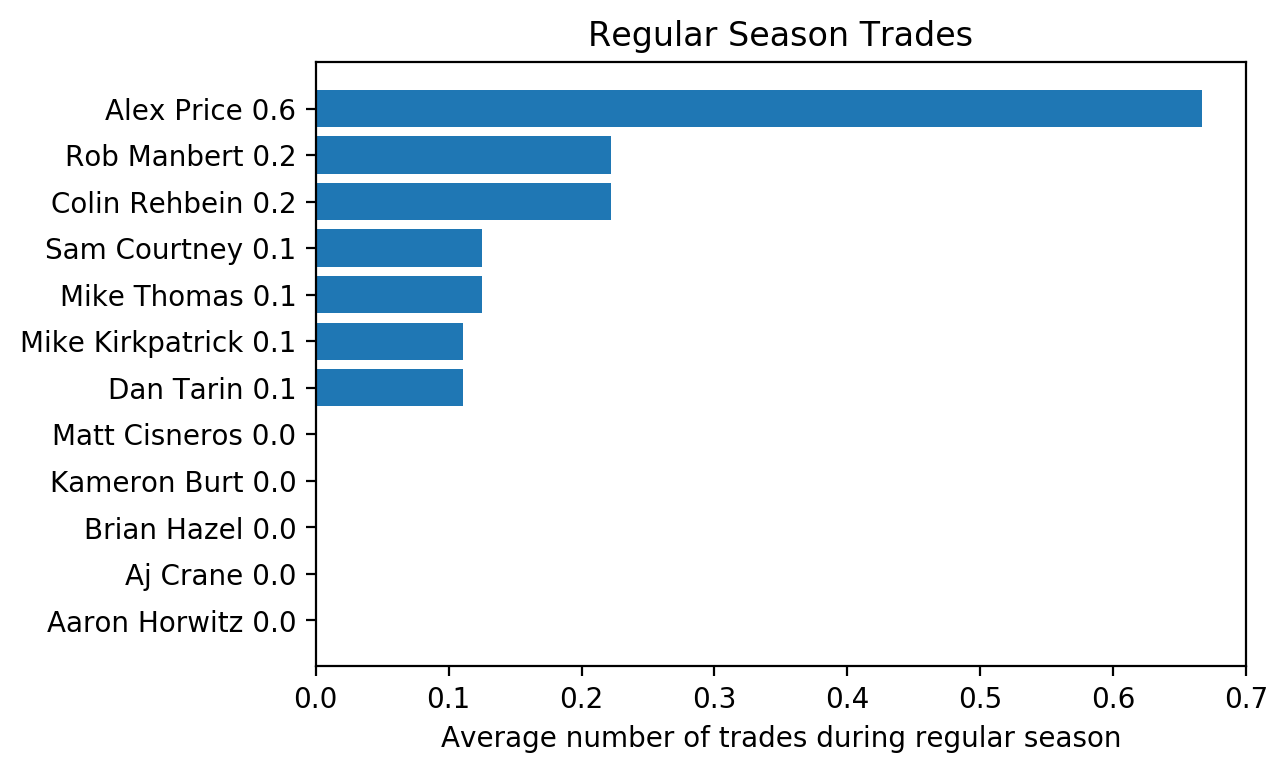 Regular Season Trades
Alex Price 0.6
Rob Manbert 0.2
Colin Rehbein 0.2
Sam Courtney 0.1
Mike Thomas 0.1
Mike Kirkpatrick 0.1
Dan Tarin 0.1
Matt Cisneros 0.0
Kameron Burt 0.0
Brian Hazel 0.0
Aj Crane 0.0
Aaron Horwitz 0.0
0.0 0.1 0.2 0.3 0.4 0.5 0.6 0.7
Average number of trades during regular season